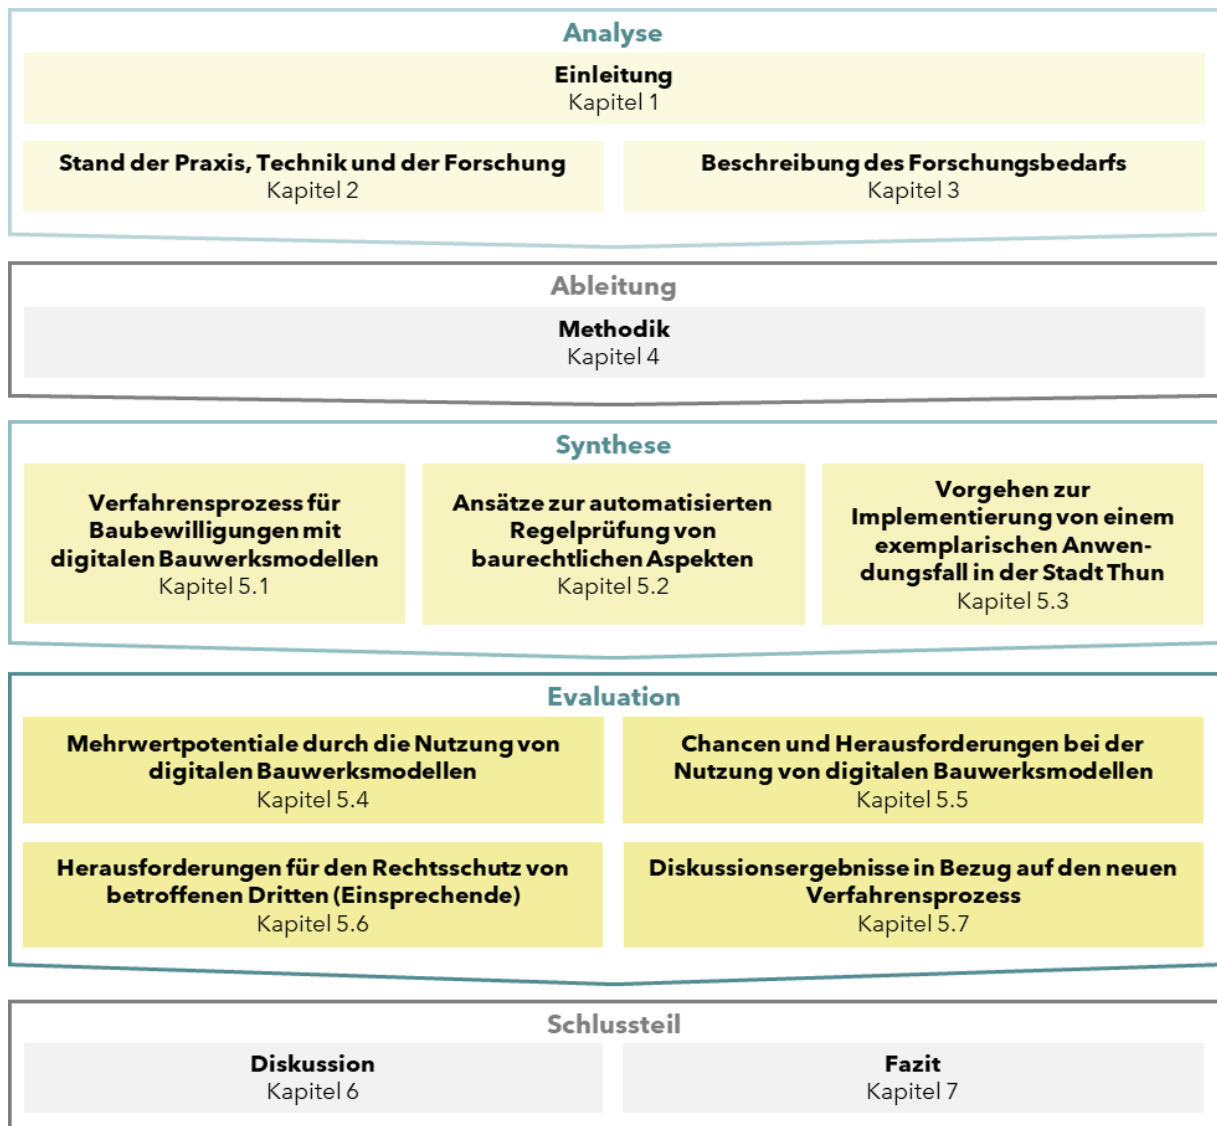 Analyse
Einleitung
Kapitel 1
Stand der Praxis, Technik und der Forschung
Kapitel 2
Beschreibung des Forschungsbedarfs
Kapitel 3
Ableitung
Methodik
Kapitel 4
Synthese
Verfahrensprozess für
Baubewilligungen mit
digitalen Bauwerksmodellen
Kapitel 5.1
Ansätze zur automatisierten
Regelprüfung von
baurechtlichen Aspekten
Kapitel 5.2
Vorgehen zur
Implementierung von einem
exemplarischen Anwen-
dungsfall in der Stadt Thun
Kapitel 5.3
Evaluation
Mehrwertpotentiale durch die Nutzung von
digitalen Bauwerksmodellen
Kapitel 5.4
Chancen und Herausforderungen bei der
Nutzung von digitalen Bauwerksmodellen
Kapitel 5.5
Herausforderungen für den Rechtsschutz von
betroffenen Dritten (Einsprechende)
Kapitel 5.6
Diskussionsergebnisse in Bezug auf den neuen
Verfahrensprozess
Kapitel 5.7
Schlussteil
Diskussion
Kapitel 6
Fazit
Kapitel 7